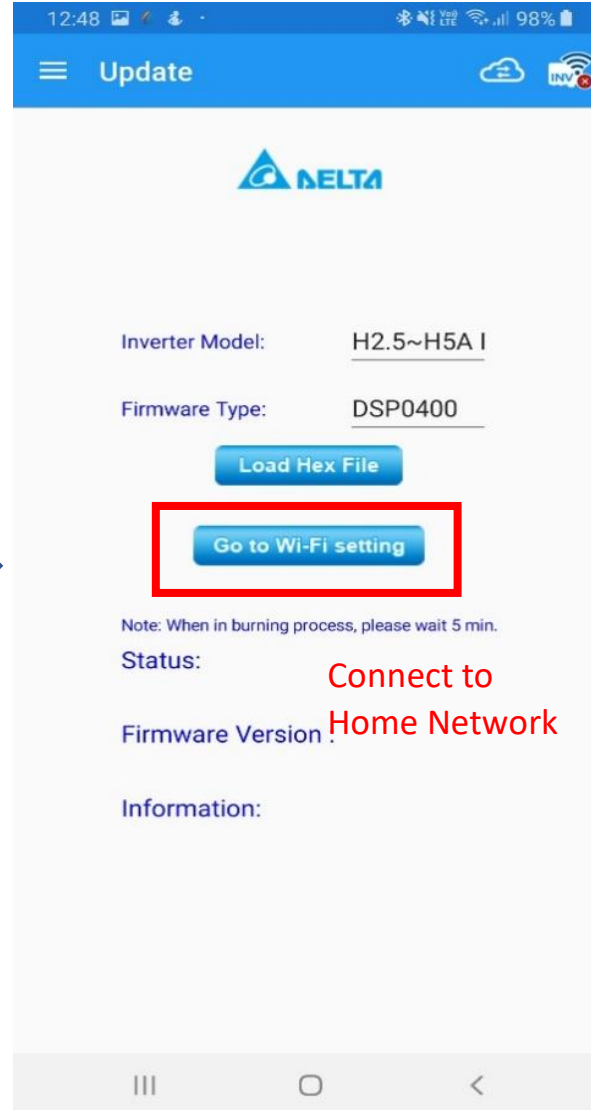 12:48 98%
Update
INV
DELTA
Inverter Model: H2.5~H5A I
Firmware Type: DSP0400
Load Hex File
Go to Wi-Fi setting
Note: When in burning process, please wait 5 min.
Status:
Connect to
Home Network
Firmware Version :
Information: